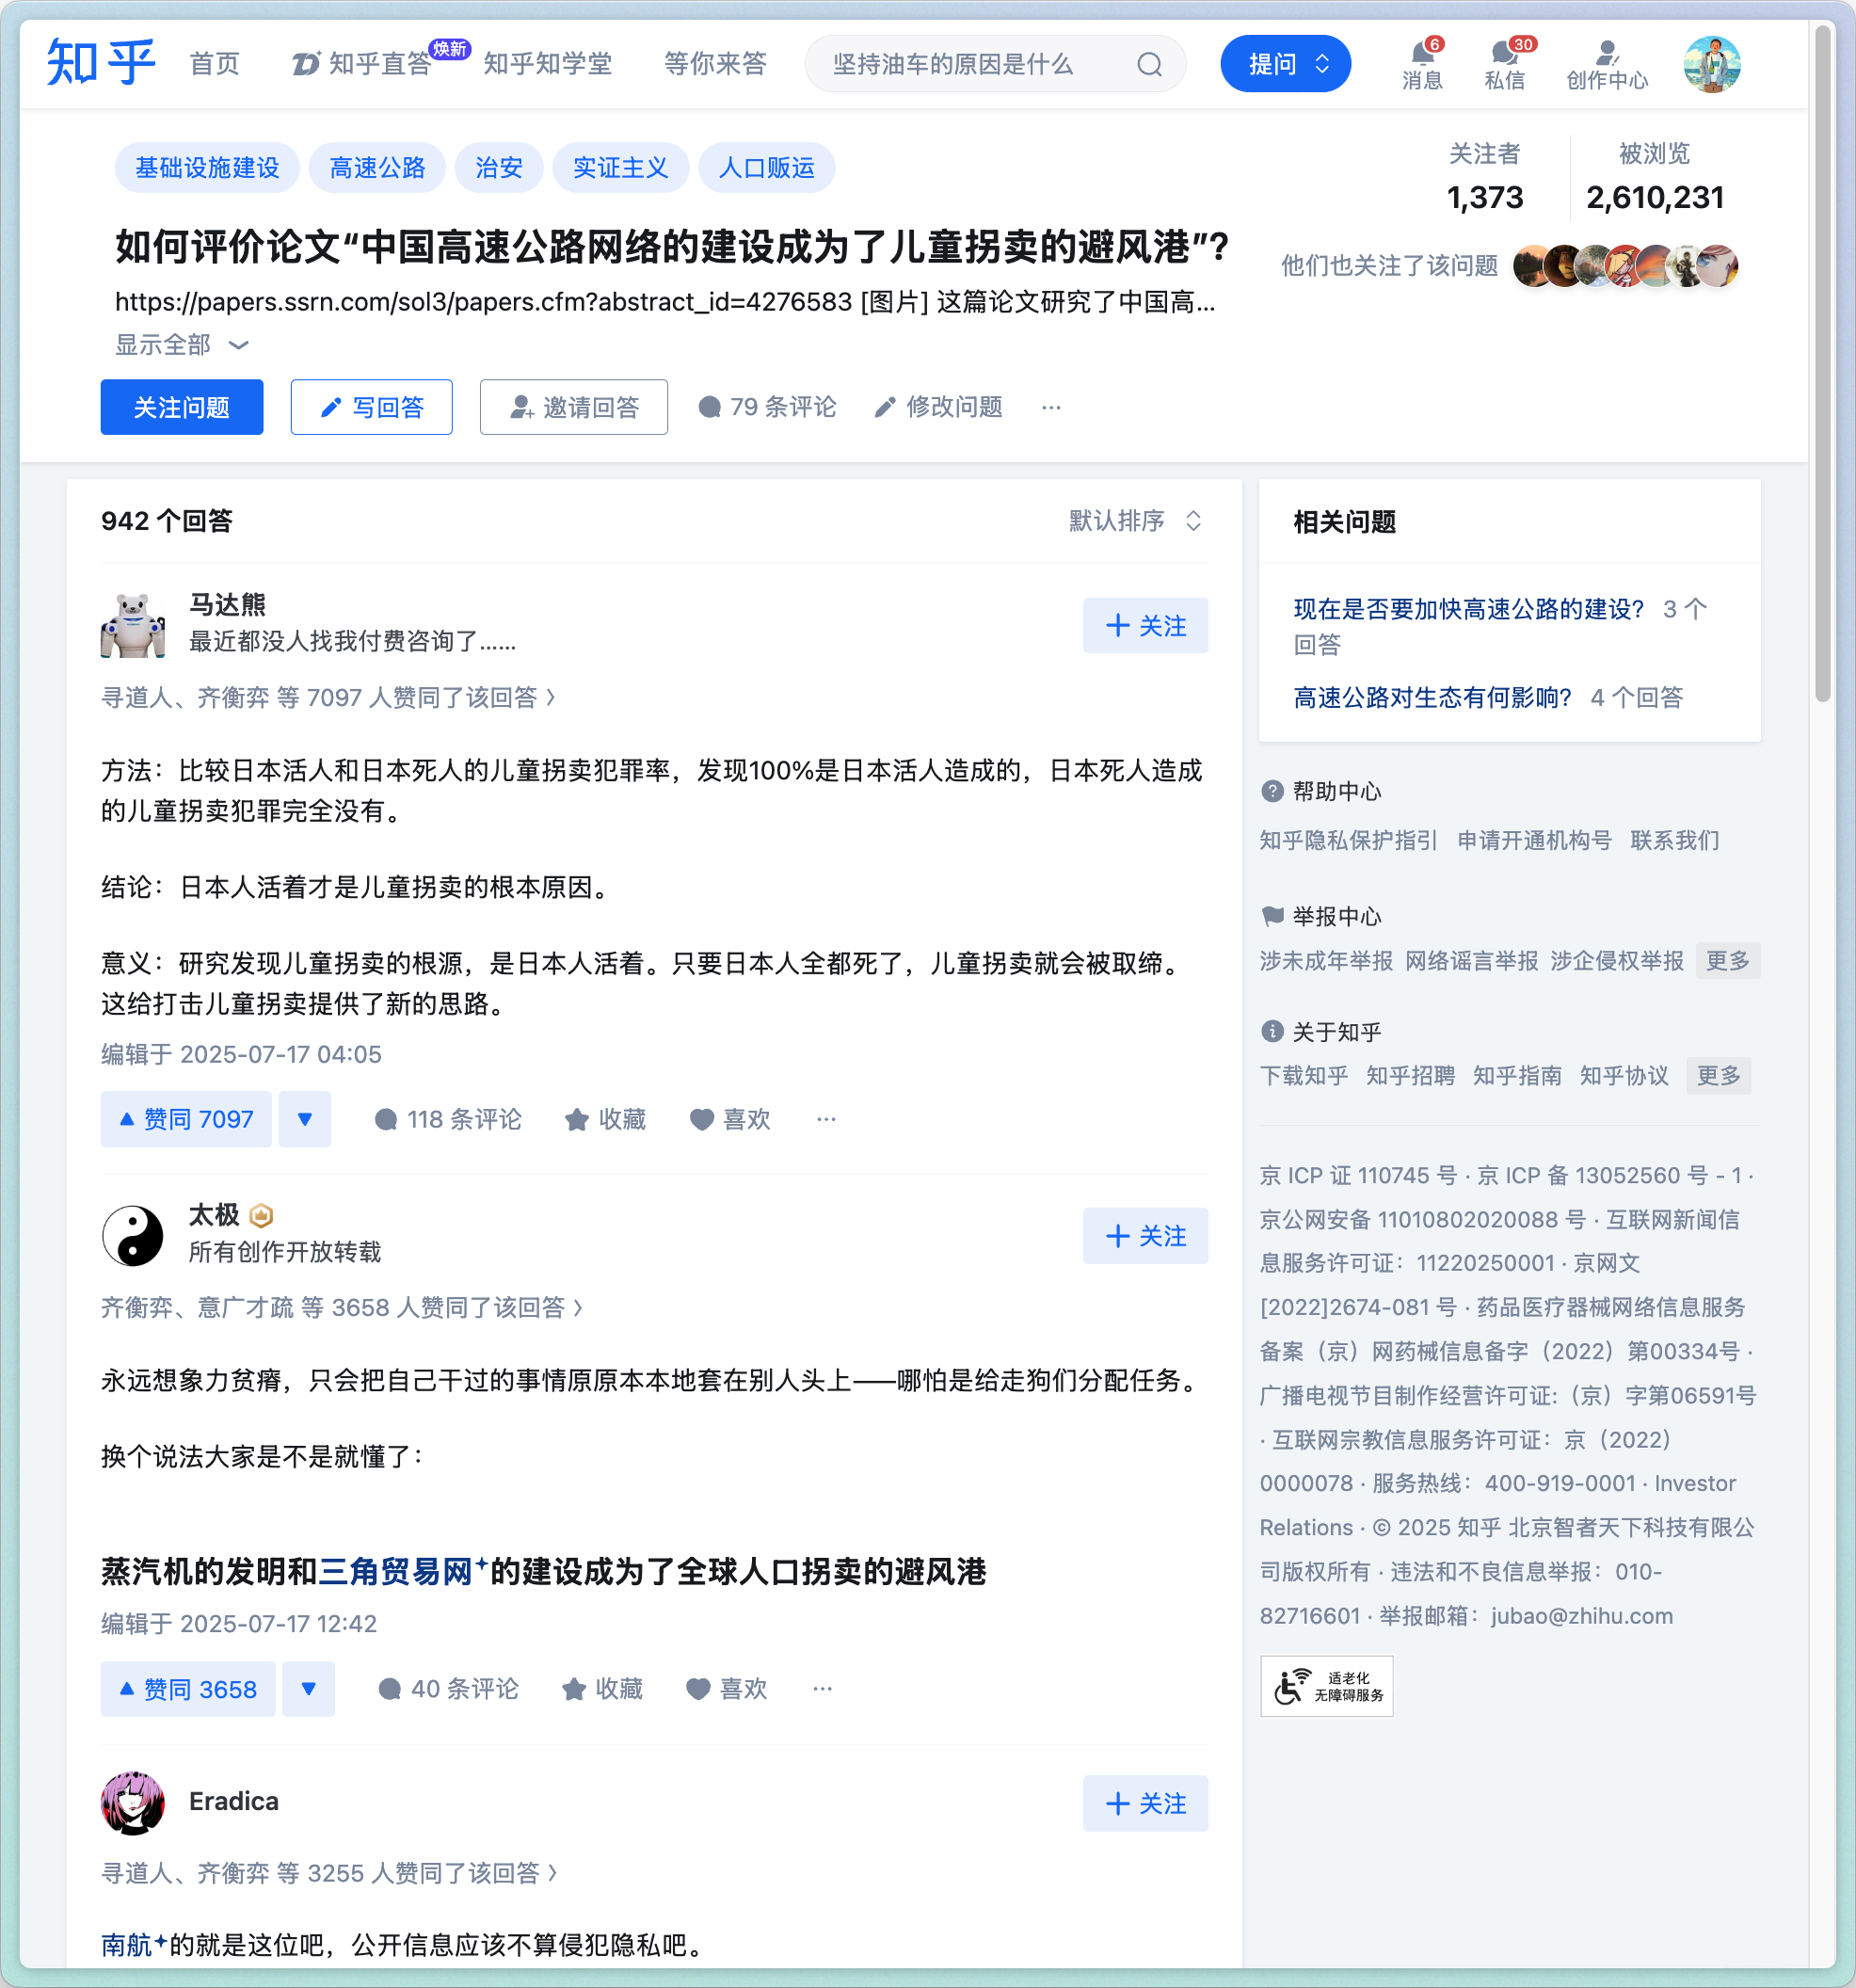 知乎
首页
知乎直答
焕新
知乎知学堂
等你来答
坚持油车的原因是什么
提问
6
消息
30
私信
创作中心
基础设施建设
高速公路
治安
实证主义
人口贩运
关注者
1,373
被浏览
2,610,231
如何评价论文“中国高速公路网络的建设成为了儿童拐卖的避风港”?
他们也关注了该问题
https://papers.ssrn.com/sol3/papers.cfm?abstract_id=4276583 [图片] 这篇论文研究了中国高...
显示全部
关注问题
写回答
邀请回答
79 条评论
修改问题
942 个回答
默认排序
马达熊
最近都没人找我付费咨询了……
+ 关注
寻道人、齐衡弈 等 7097 人赞同了该回答
方法：比较日本活人和日本死人的儿童拐卖犯罪率，发现100%是日本活人造成的，日本死人造成
的儿童拐卖犯罪完全没有。
结论：日本人活着才是儿童拐卖的根本原因。
意义：研究发现儿童拐卖的根源，是日本人活着。只要日本人全都死了，儿童拐卖就会被取缔。
这给打击儿童拐卖提供了新的思路。
编辑于 2025-07-17 04:05
赞同 7097
118 条评论
收藏
喜欢
太极
所有创作开放转载
+ 关注
齐衡弈、意广才疏 等 3658 人赞同了该回答
永远想象力贫瘠，只会把自己干过的事情原原本本地套在别人头上——哪怕是给走狗们分配任务。
换个说法大家是不是就懂了：
蒸汽机的发明和三角贸易网的建设成为了全球人口拐卖的避风港
编辑于 2025-07-17 12:42
赞同 3658
40 条评论
收藏
喜欢
Eradica
+ 关注
寻道人、齐衡弈 等 3255 人赞同了该回答
南航的就是这位吧，公开信息应该不算侵犯隐私吧。
相关问题
现在是否要加快高速公路的建设? 3 个
回答
高速公路对生态有何影响? 4 个回答
帮助中心
知乎隐私保护指引 申请开通机构号 联系我们
举报中心
涉未成年举报 网络谣言举报 涉企侵权举报 更多
关于知乎
下载知乎 知乎招聘 知乎指南 知乎协议 更多
京 ICP 证 110745 号 · 京 ICP 备 13052560 号 - 1 ·
京公网安备 11010802020088 号 · 互联网新闻信
息服务许可证：11220250001 · 京网文
[2022]2674-081 号 · 药品医疗器械网络信息服务
备案（京）网药械信息备字（2022）第00334号 ·
广播电视节目制作经营许可证:（京）字第06591号
· 互联网宗教信息服务许可证：京（2022）
0000078 · 服务热线：400-919-0001 · Investor
Relations · © 2025 知乎 北京智者天下科技有限公
司版权所有 · 违法和不良信息举报：010-
82716601 · 举报邮箱：jubao@zhihu.com
适老化
无障碍服务